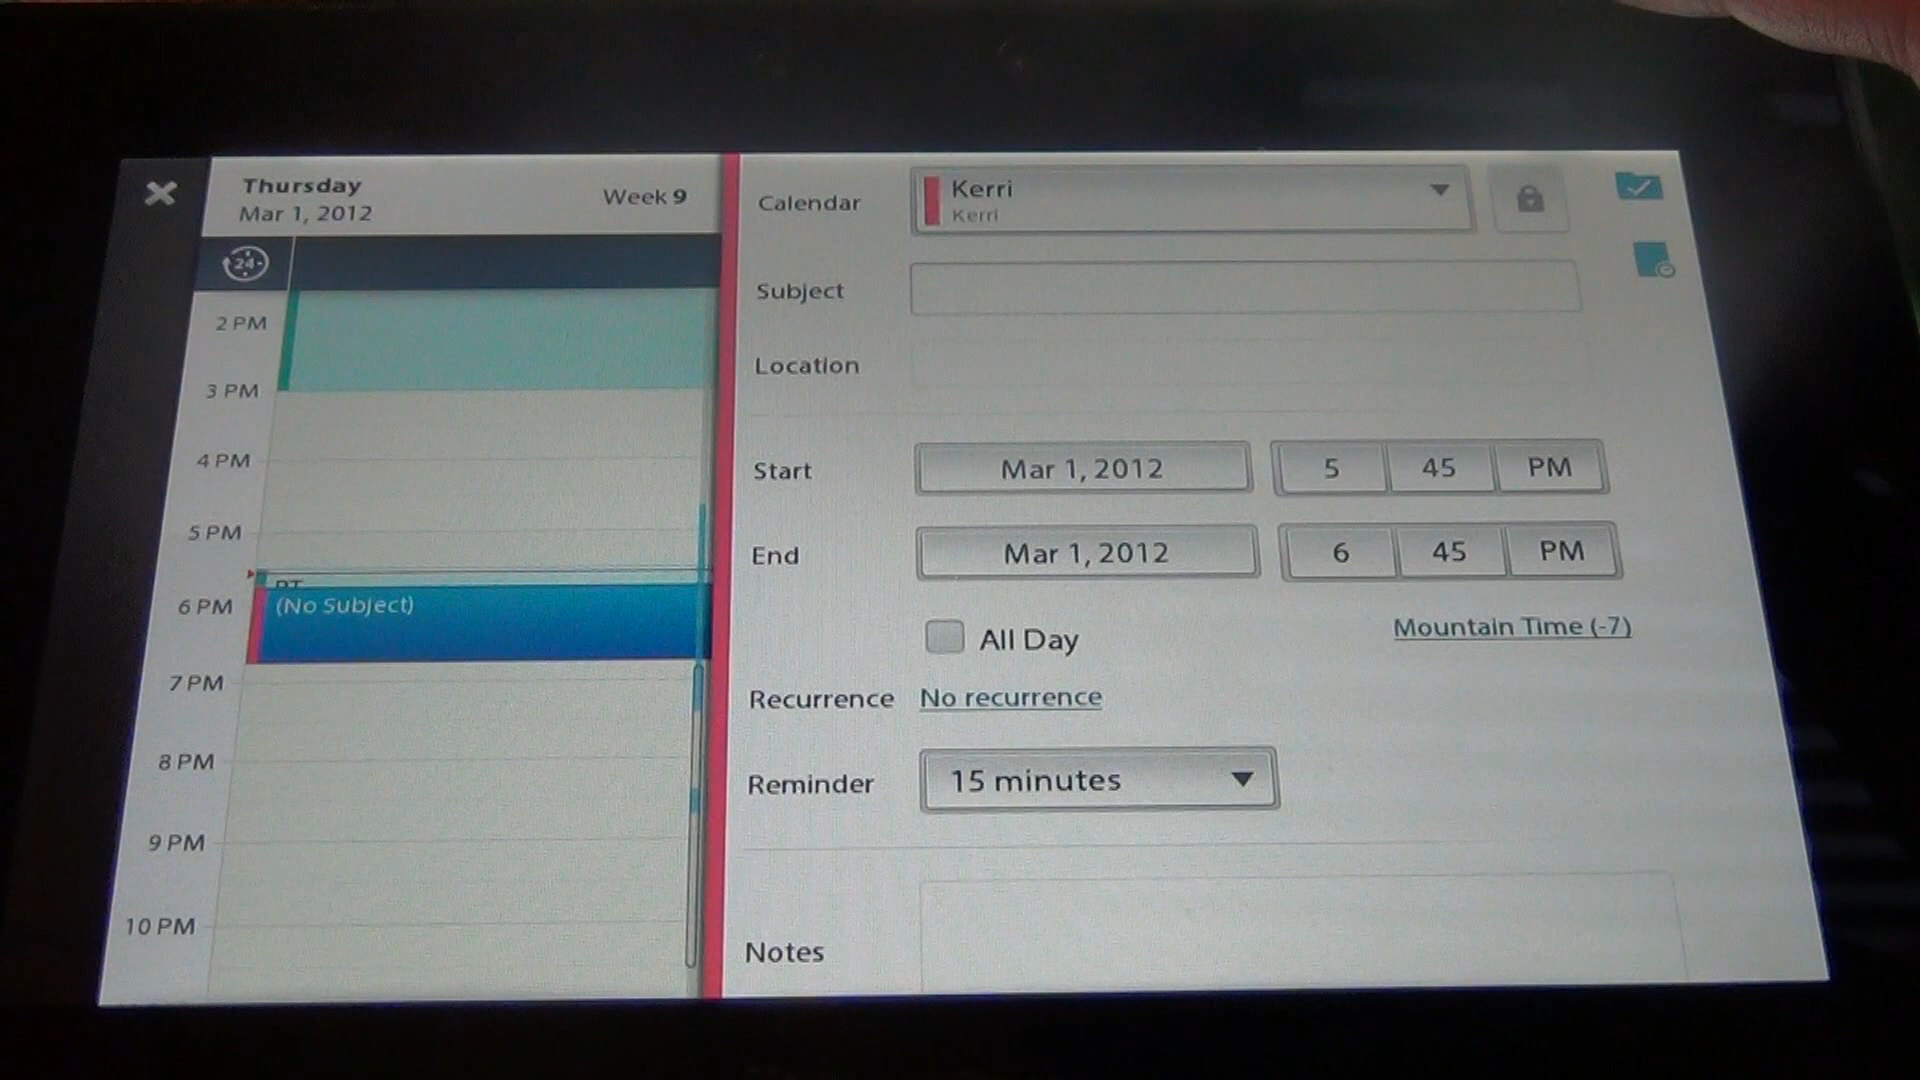 Thursday
Mar 1, 2012
Week 9
24
2 PM
3 PM
4 PM
5 PM
6 PM
7 PM
8 PM
9 PM
10 PM
(No Subject)
Calendar
Kerri
Kerri
Subject
Location
Start
Mar 1, 2012
5 45 PM
End
Mar 1, 2012
6 45 PM
All Day
Mountain Time (-7)
Recurrence No recurrence
Reminder
15 minutes
Notes